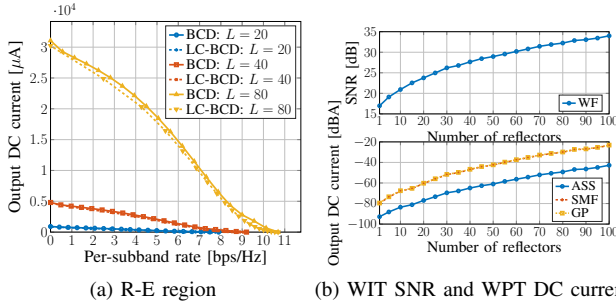 ·10⁴
3
2.5
2
1.5
1
0.5
0
Output DC current [μA]
BCD: L = 20
LC-BCD: L = 20
BCD: L = 40
LC-BCD: L = 40
BCD: L = 80
LC-BCD: L = 80
0 1 2 3 4 5 6 7 8 9 10 11
Per-subband rate [bps/Hz]
(a) R-E region
35
30
25
20
15
SNR [dB]
WF
10 20 30 40 50 60 70 80 90 100
Number of reflectors
−20
−40
−60
−80
−100
Output DC current [dBA]
ASS
SMF
GP
10 20 30 40 50 60 70 80 90 100
Number of reflectors
(b) WIT SNR and WPT DC curre